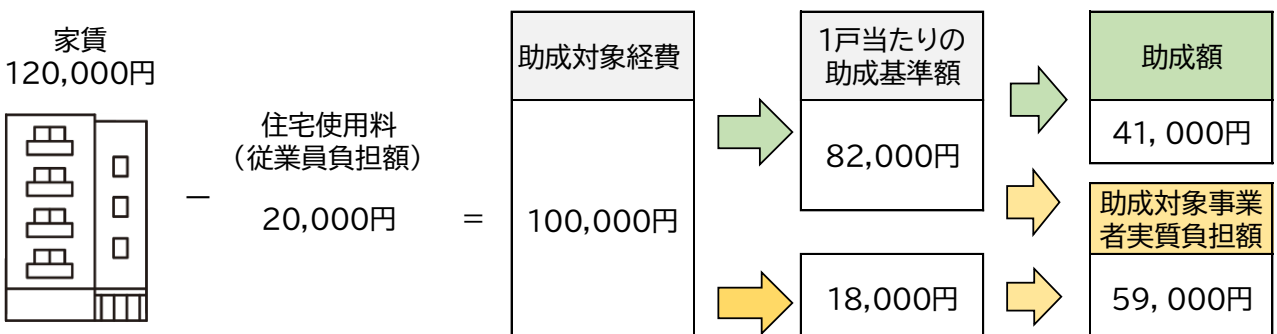 家賃
120,000円
住宅使用料
（従業員負担額）
－
20,000円
＝
助成対象経費
100,000円
1戸当たりの
助成基準額
82,000円
18,000円
助成額
41,000円
助成対象事業
者実質負担額
59,000円